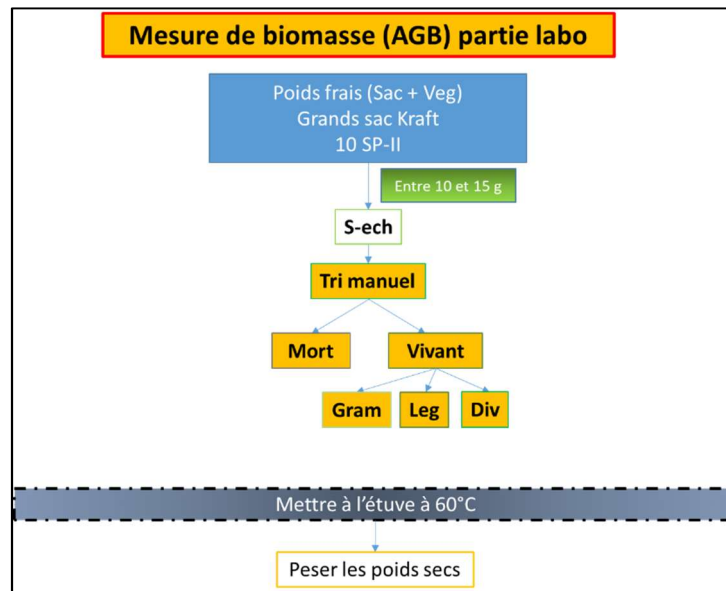 Mesure de biomasse (AGB) partie labo
Poids frais (Sac + Veg)
Grands sac Kraft
10 SP-II
Entre 10 et 15 g
S-ech
Tri manuel
Mort
Vivant
Gram
Leg
Div
Mettre à l'étuve à 60°C
Peser les poids secs